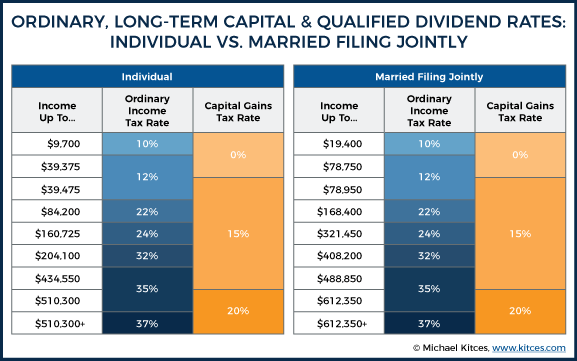 ORDINARY, LONG-TERM CAPITAL & QUALIFIED DIVIDEND RATES:
INDIVIDUAL VS. MARRIED FILING JOINTLY
Individual
Income Up To... Ordinary Income Tax Rate Capital Gains Tax Rate
$9,700 10% 0%
$39,375 12%
$39,475 15%
$84,200 22%
$160,725 24%
$204,100 32%
$434,550 35%
$510,300 20%
$510,300+ 37%
Married Filing Jointly
Income Up To... Ordinary Income Tax Rate Capital Gains Tax Rate
$19,400 10% 0%
$78,750 12%
$78,950 15%
$168,400 22%
$321,450 24%
$408,200 32%
$488,850 35%
$612,350 20%
$612,350+ 37%
© Michael Kitces, www.kitces.com